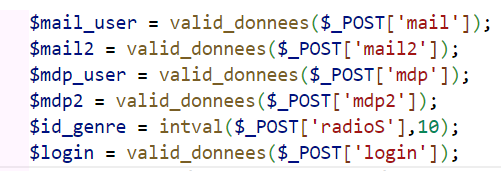 $mail_user = valid_donnees($_POST['mail']);
$mail2 = valid_donnees($_POST['mail2']);
$mdp_user = valid_donnees($_POST['mdp']);
$mdp2 = valid_donnees($_POST['mdp2']);
$id_genre = intval($_POST['radioS'],10);
$login = valid_donnees($_POST['login']);